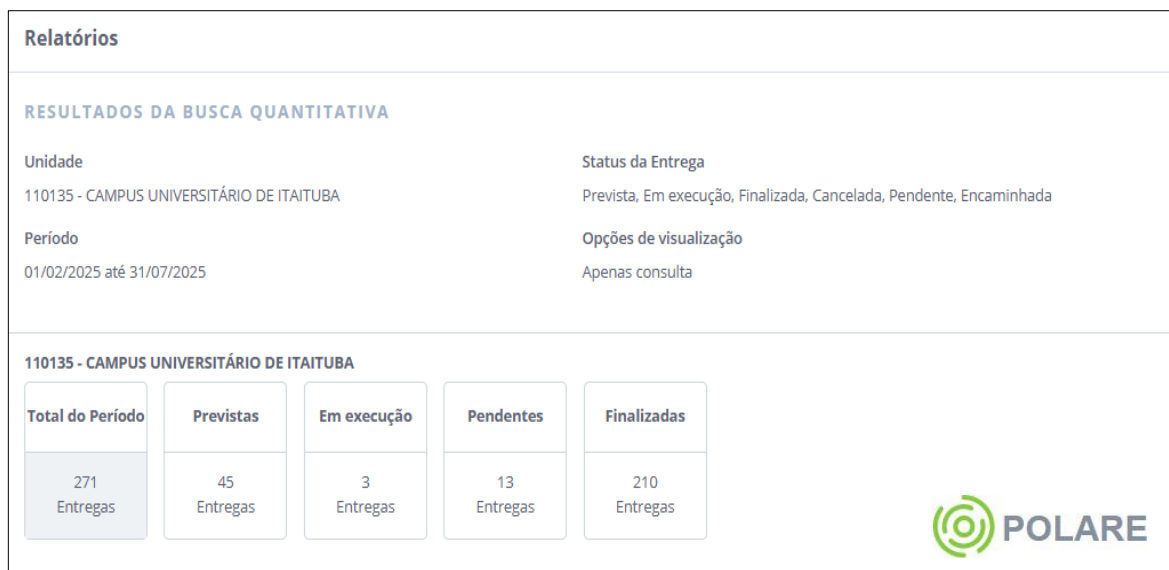 Relatórios
RESULTADOS DA BUSCA QUANTITATIVA
Unidade
110135 - CAMPUS UNIVERSITÁRIO DE ITAITUBA
Status da Entrega
Prevista, Em execução, Finalizada, Cancelada, Pendente, Encaminhada
Período
01/02/2025 até 31/07/2025
Opções de visualização
Apenas consulta
110135 - CAMPUS UNIVERSITÁRIO DE ITAITUBA
Total do Período
271
Entregas
Previstas
45
Entregas
Em execução
3
Entregas
Pendentes
13
Entregas
Finalizadas
210
Entregas
POLARE